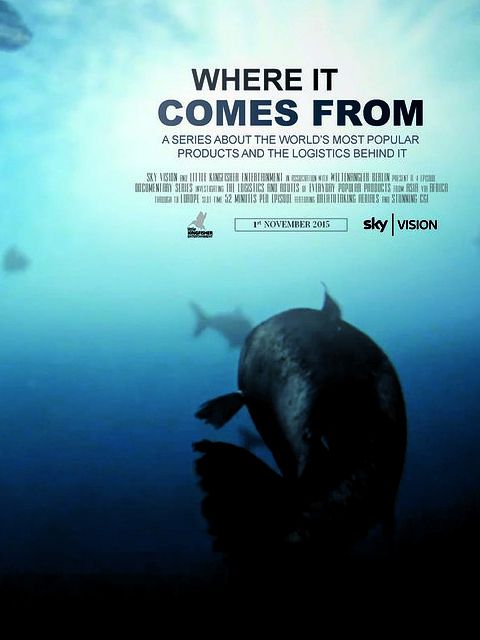 WHERE IT
COMES FROM
A SERIES ABOUT THE WORLD'S MOST POPULAR
PRODUCTS AND THE LOGISTICS BEHIND IT
SKY VISION AND LITTLE KINGFISHER ENTERTAINMENT IN ASSOCIATION WITH WELTENANGLER BERLIN PRESENT A 4 EPISODE
DOCUMENTARY SERIES INVESTIGATING THE LOGISTICS AND ROUTES OF EVERYDAY POPULAR PRODUCTS FROM ASIA VIA AFRICA
THROUGH TO EUROPE SLOT TIME 52 MINUTES PER EPISODE FEATURING BREATHTAKING AERIALS AND STUNNING CGI
1st NOVEMBER 2015
sky VISION
KINGFISHER